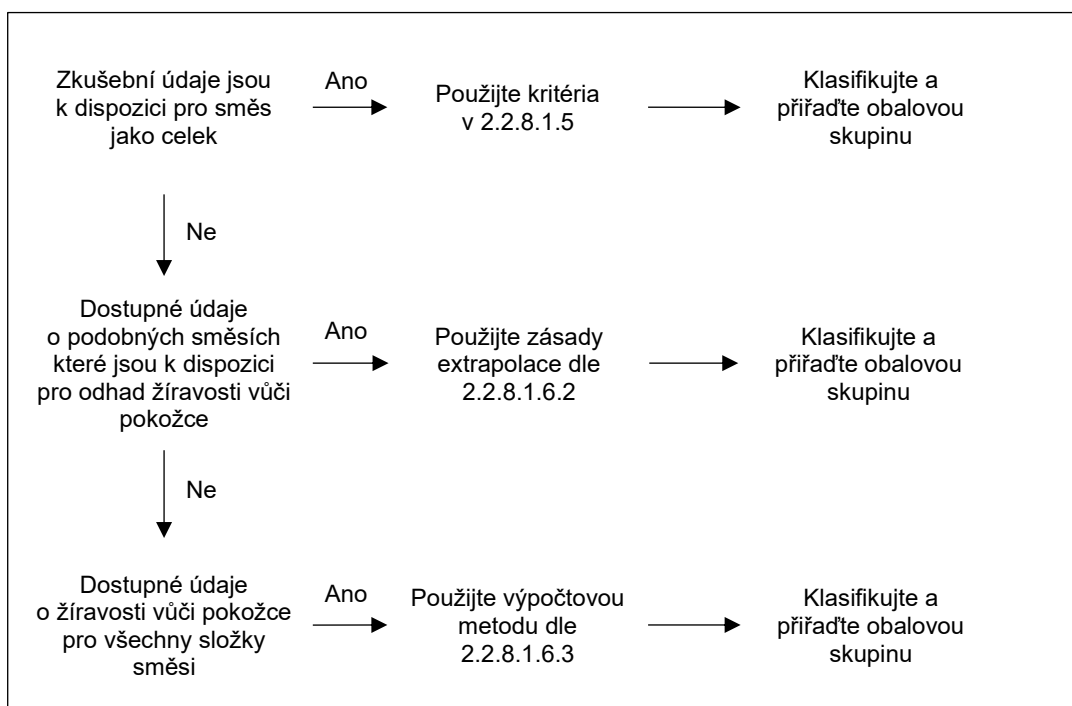 Zkušební údaje jsou
k dispozici pro směs
jako celek
Ano
Použijte kritéria
v 2.2.8.1.5
Klasifikujte a
přiřaďte obalovou
skupinu
Ne
Dostupné údaje
o podobných směsích
které jsou k dispozici
pro odhad žíravosti vůči
pokožce
Ano
Použijte zásady
extrapolace dle
2.2.8.1.6.2
Klasifikujte a
přiřaďte obalovou
skupinu
Ne
Dostupné údaje
o žíravosti vůči pokožce
pro všechny složky
směsi
Ano
Použijte výpočtovou
metodu dle
2.2.8.1.6.3
Klasifikujte a
přiřaďte obalovou
skupinu